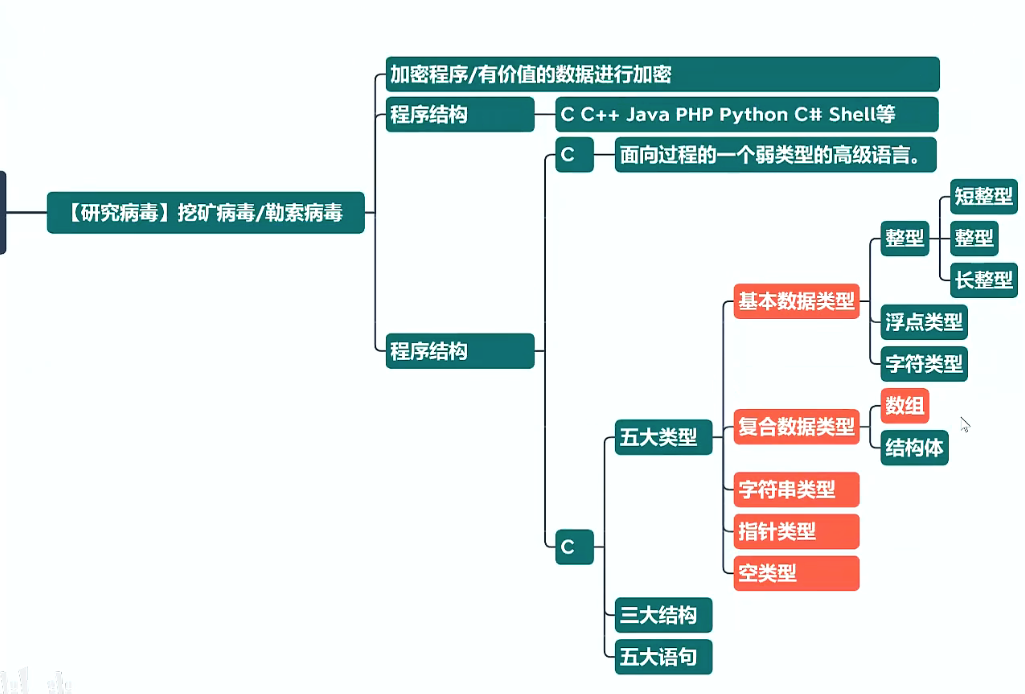 加密程序/有价值的数据进行加密
程序结构
C C++ Java PHP Python C# Shell等
C
面向过程的一个弱类型的高级语言。
【研究病毒】挖矿病毒/勒索病毒
短整型
整型
整型
长整型
基本数据类型
浮点类型
程序结构
字符类型
数组
复合数据类型
五大类型
结构体
字符串类型
指针类型
C
空类型
三大结构
五大语句